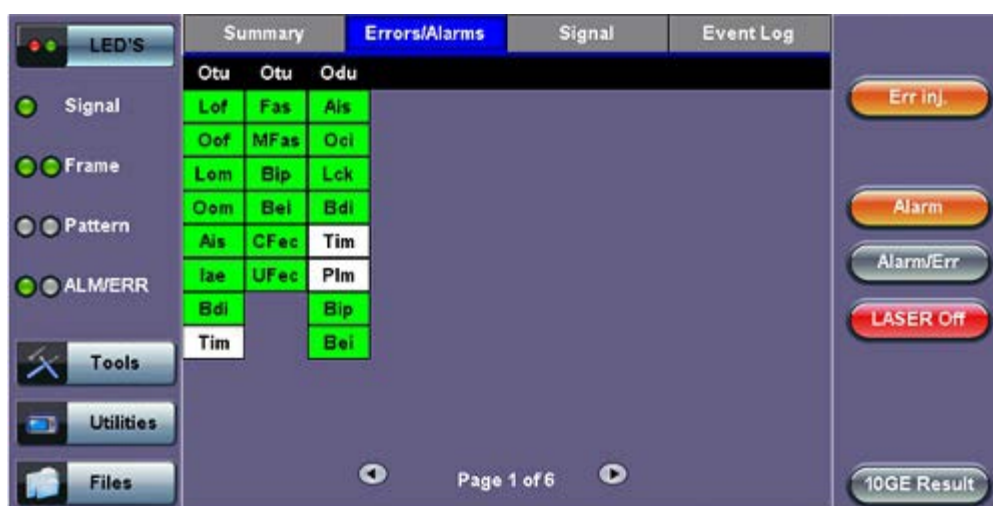 LED'S
Signal
Frame
Pattern
ALM/ERR
Tools
Utilities
Files
Summary Errors/Alarms Signal Event Log
Otu Otu Odu
Lof Fas Ais
Oof MFas Oci
Lom Bip Lck
Oom Bei Bdi
Ais CFec Tim
Iae UFec Plm
Bdi Bip
Tim Bei
Page 1 of 6
Err inj.
Alarm
Alarm/Err
LASER Off
10GE Result